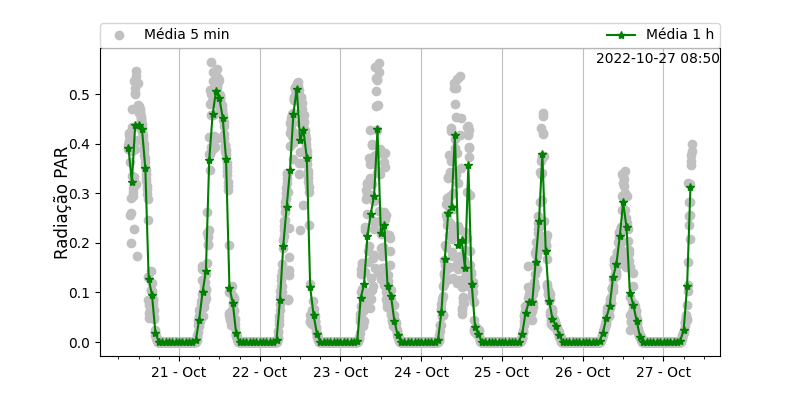 Média 5 min
Média 1 h
2022-10-27 08:50
Radiação PAR
0.5
0.4
0.3
0.2
0.1
0.0
21 - Oct
22 - Oct
23 - Oct
24 - Oct
25 - Oct
26 - Oct
27 - Oct